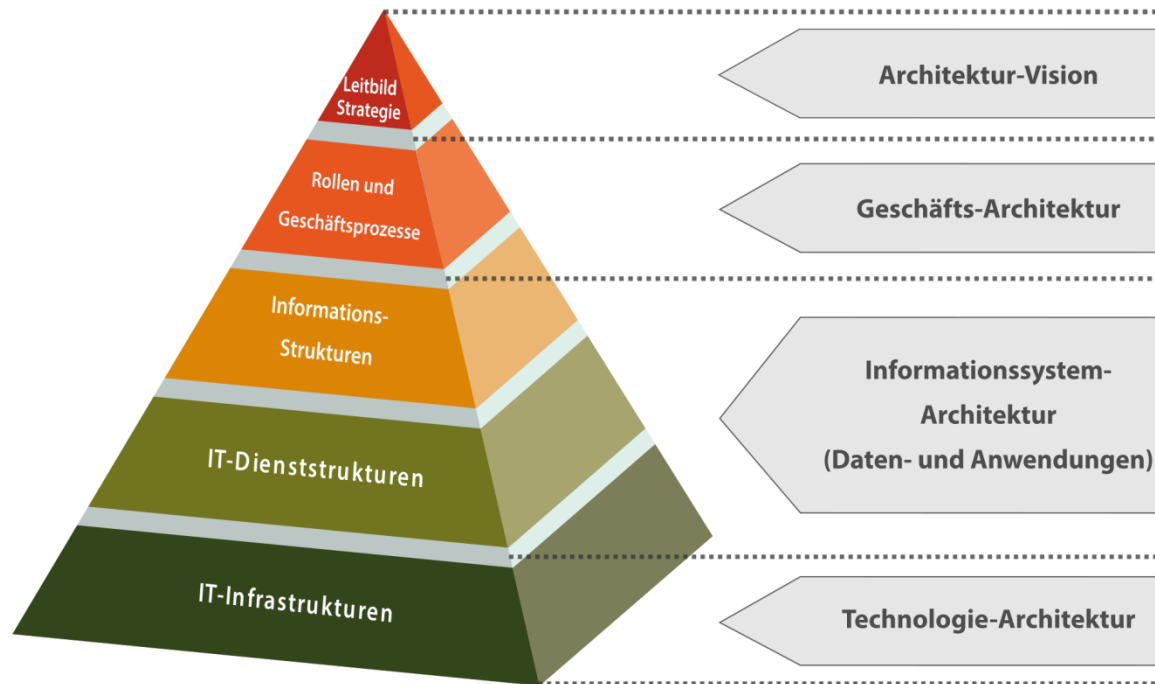 Leitbild
Strategie
Architektur-Vision
Rollen und
Geschäftsprozesse
Geschäfts-Architektur
Informations-
Strukturen
IT-Dienststrukturen
Informationssystem-
Architektur
(Daten- und Anwendungen)
IT-Infrastrukturen
Technologie-Architektur